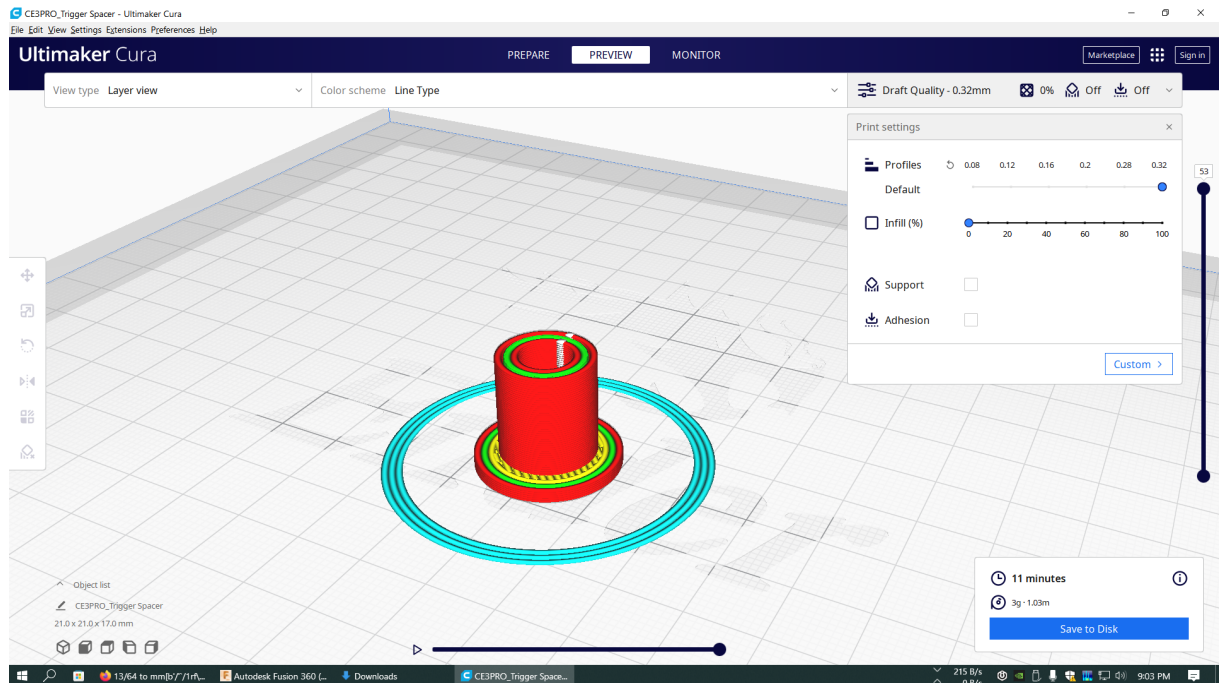 CE3PRO_Trigger Spacer - Ultimaker Cura
File Edit View Settings Extensions Preferences Help
Ultimaker Cura
PREPARE PREVIEW MONITOR
Marketplace
Sign in
View type Layer view
Color scheme Line Type
Draft Quality - 0.32mm 0% Off Off
Print settings
Profiles 0.08 0.12 0.16 0.2 0.28 0.32
Default
53
Infill (%)
0 20 40 60 80 100
Support
Adhesion
Custom
Object list
CE3PRO_Trigger Spacer
21.0 x 21.0 x 17.0 mm
11 minutes
3g · 1.03m
Save to Disk
Autodesk Fusion 360 (...
Downloads
CE3PRO_Trigger Space...
215 B/s
9:03 PM